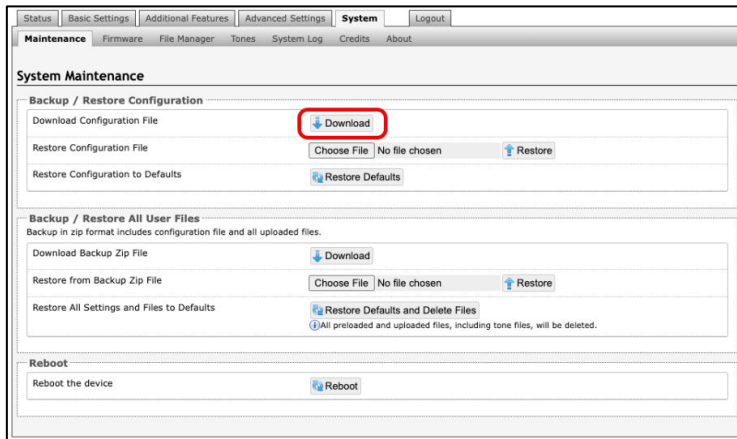 Status Basic Settings Additional Features Advanced Settings System Logout
Maintenance Firmware File Manager Tones System Log Credits About
System Maintenance
Backup / Restore Configuration
Download Configuration File Download
Restore Configuration File Choose File No file chosen Restore
Restore Configuration to Defaults Restore Defaults
Backup / Restore All User Files
Backup in zip format includes configuration file and all uploaded files.
Download Backup Zip File Download
Restore from Backup Zip File Choose File No file chosen Restore
Restore All Settings and Files to Defaults Restore Defaults and Delete Files
All preloaded and uploaded files, including tone files, will be deleted.
Reboot
Reboot the device Reboot